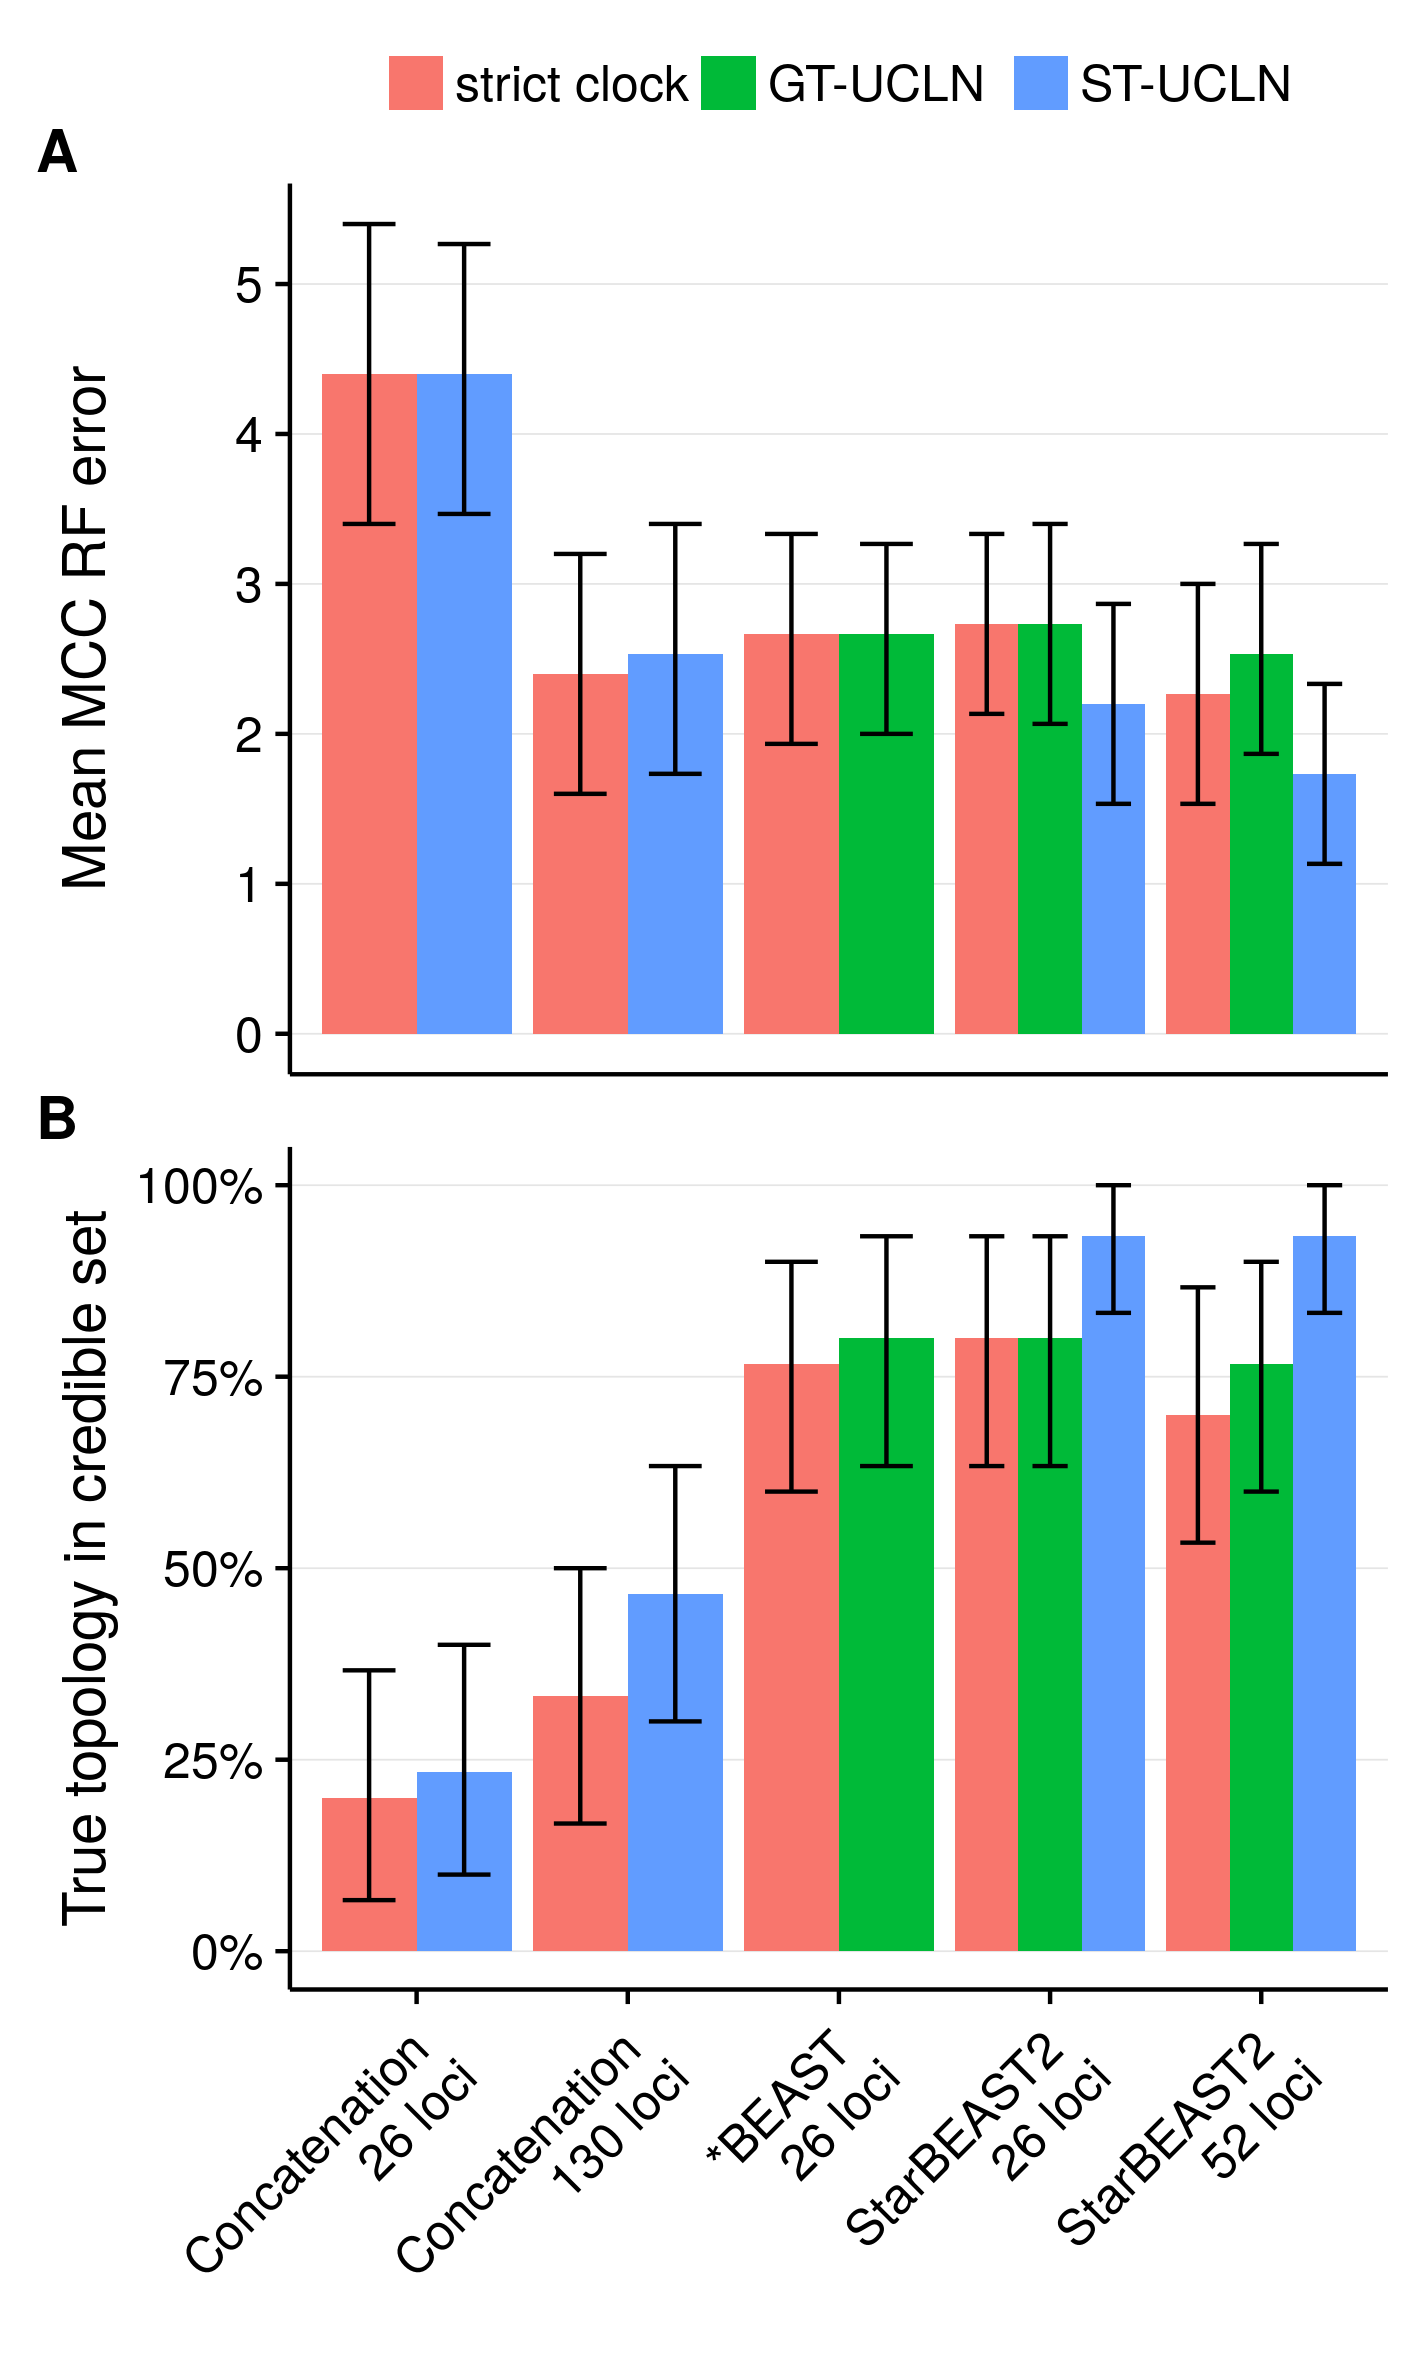 strict clock GT-UCLN ST-UCLN
A
Mean MCC RF error
5
4
3
2
1
0
B
True topology in credible set
100%
75%
50%
25%
0%
Concatenation
26 loci
Concatenation
130 loci
*BEAST
26 loci
StarBEAST2
26 loci
StarBEAST2
52 loci